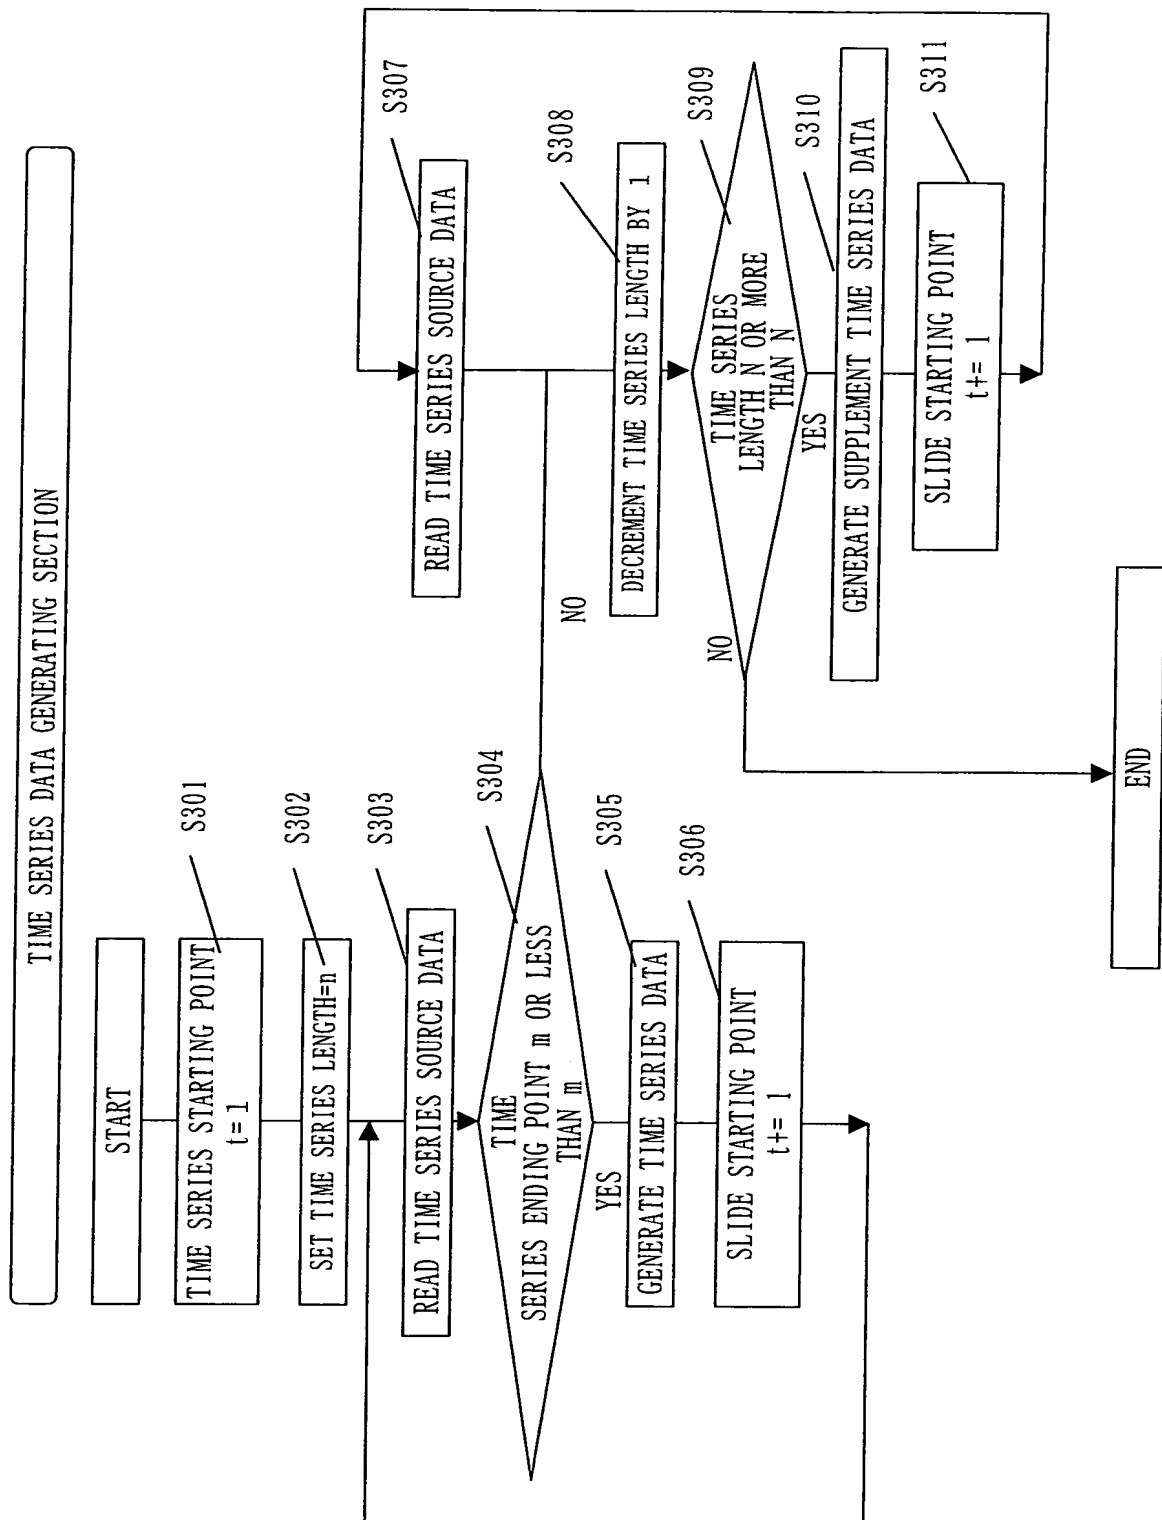 TIME SERIES DATA GENERATING SECTION
START
TIME SERIES STARTING POINT
t=1
S301
SET TIME SERIES LENGTH=n
S302
READ TIME SERIES SOURCE DATA
S303
TIME
SERIES ENDING POINT m OR LESS
THAN m
S304
NO
YES
GENERATE TIME SERIES DATA
S305
SLIDE STARTING POINT
t+= 1
S306
READ TIME SERIES SOURCE DATA
S307
DECREMENT TIME SERIES LENGTH BY 1
S308
TIME SERIES
LENGTH N OR MORE
THAN N
S309
NO
YES
GENERATE SUPPLEMENT TIME SERIES DATA
S310
SLIDE STARTING POINT
t+= 1
S311
END